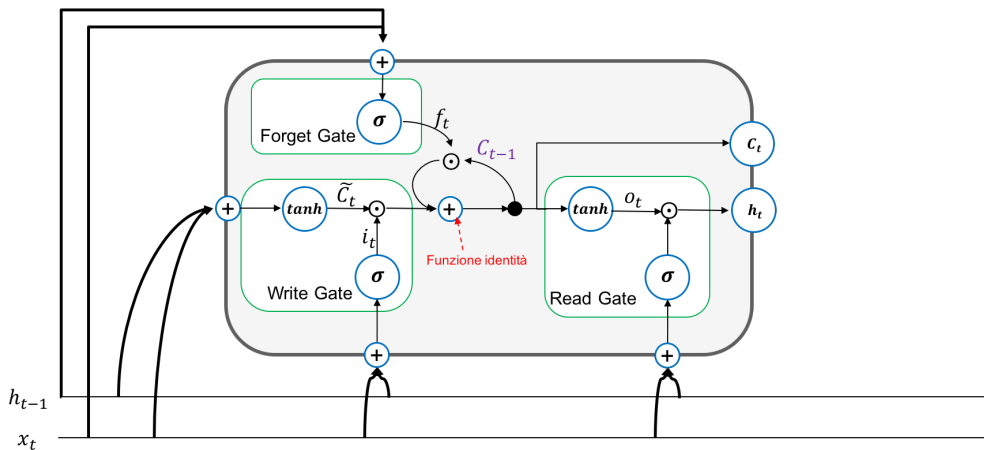 +
σ
Forget Gate
f_t
⊙
C_{t−1}
C_t
+
tanh
C̃_t
⊙
+
tanh
o_t
⊙
h_t
i_t
Funzione identità
σ
Write Gate
σ
Read Gate
+
+
h_{t−1}
x_t